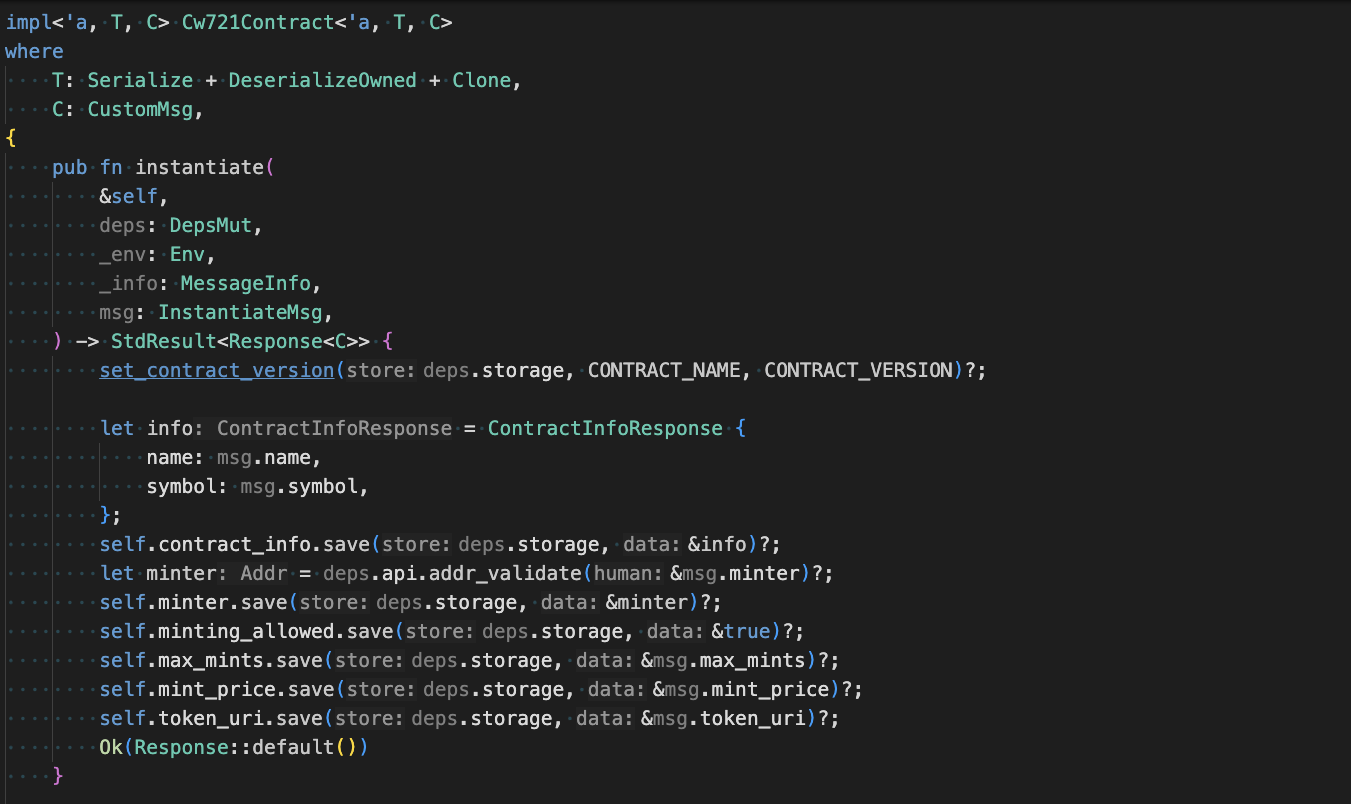 impl<'a, T, C> Cw721Contract<'a, T, C>
where
    T: Serialize + DeserializeOwned + Clone,
    C: CustomMsg,
{
    pub fn instantiate(
        &self,
        deps: DepsMut,
        _env: Env,
        _info: MessageInfo,
        msg: InstantiateMsg,
    ) -> StdResult<Response<C>> {
        set_contract_version(store: deps.storage, CONTRACT_NAME, CONTRACT_VERSION)?;

        let info: ContractInfoResponse = ContractInfoResponse {
            name: msg.name,
            symbol: msg.symbol,
        };
        self.contract_info.save(store: deps.storage, data: &info)?;
        let minter: Addr = deps.api.addr_validate(human: &msg.minter)?;
        self.minter.save(store: deps.storage, data: &minter)?;
        self.minting_allowed.save(store: deps.storage, data: &true)?;
        self.max_mints.save(store: deps.storage, data: &msg.max_mints)?;
        self.mint_price.save(store: deps.storage, data: &msg.mint_price)?;
        self.token_uri.save(store: deps.storage, data: &msg.token_uri)?;
        Ok(Response::default())
    }